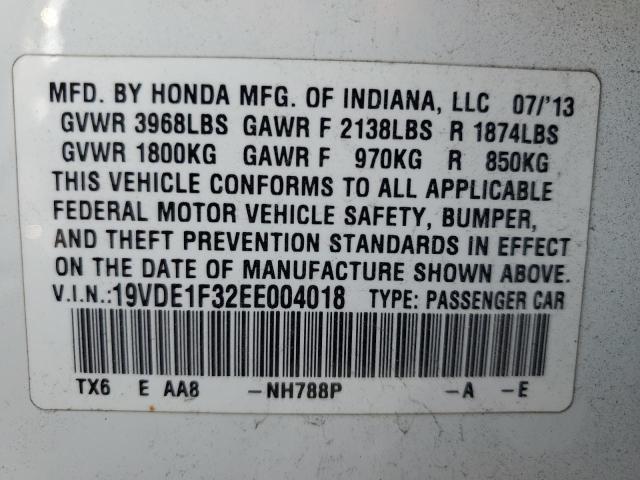 MFD. BY HONDA MFG. OF INDIANA, LLC 07/'13
GVWR 3968LBS GAWR F 2138LBS R 1874LBS
GVWR 1800KG GAWR F 970KG R 850KG
THIS VEHICLE CONFORMS TO ALL APPLICABLE
FEDERAL MOTOR VEHICLE SAFETY, BUMPER,
AND THEFT PREVENTION STANDARDS IN EFFECT
ON THE DATE OF MANUFACTURE SHOWN ABOVE.
V.I.N.:19VDE1F32EE004018 TYPE: PASSENGER CAR
TX6 E AA8 -NH788P -A -E